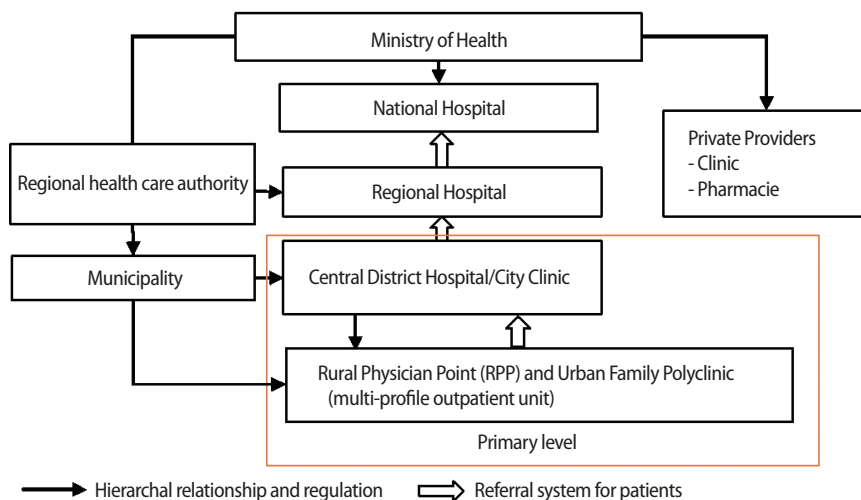 Ministry of Health
National Hospital
Private Providers
- Clinic
- Pharmacie
Regional health care authority
Regional Hospital
Municipality
Central District Hospital/City Clinic
Rural Physician Point (RPP) and Urban Family Polyclinic
(multi-profile outpatient unit)
Primary level
Hierarchal relationship and regulation
Referral system for patients